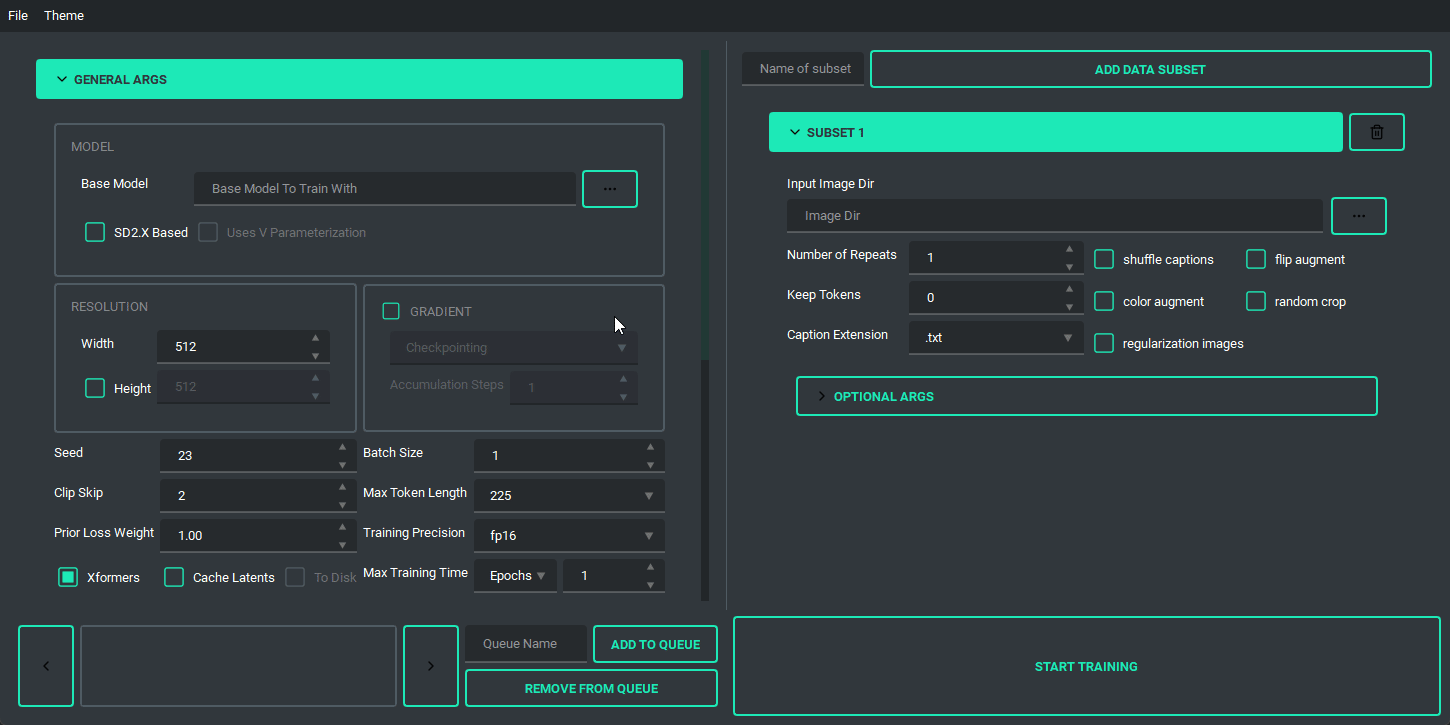 File Theme
GENERAL ARGS
MODEL
Base Model Base Model To Train With ...
SD2.X Based Uses V Parameterization
RESOLUTION
Width 512
Height 512
GRADIENT
Checkpointing
Accumulation Steps 1
Seed 23 Batch Size 1
Clip Skip 2 Max Token Length 225
Prior Loss Weight 1.00 Training Precision fp16
Xformers Cache Latents To Disk Max Training Time Epochs 1
< >
Queue Name ADD TO QUEUE
REMOVE FROM QUEUE
Name of subset ADD DATA SUBSET
SUBSET 1
Input Image Dir
Image Dir ...
Number of Repeats 1 shuffle captions flip augment
Keep Tokens 0 color augment random crop
Caption Extension .txt regularization images
OPTIONAL ARGS
START TRAINING